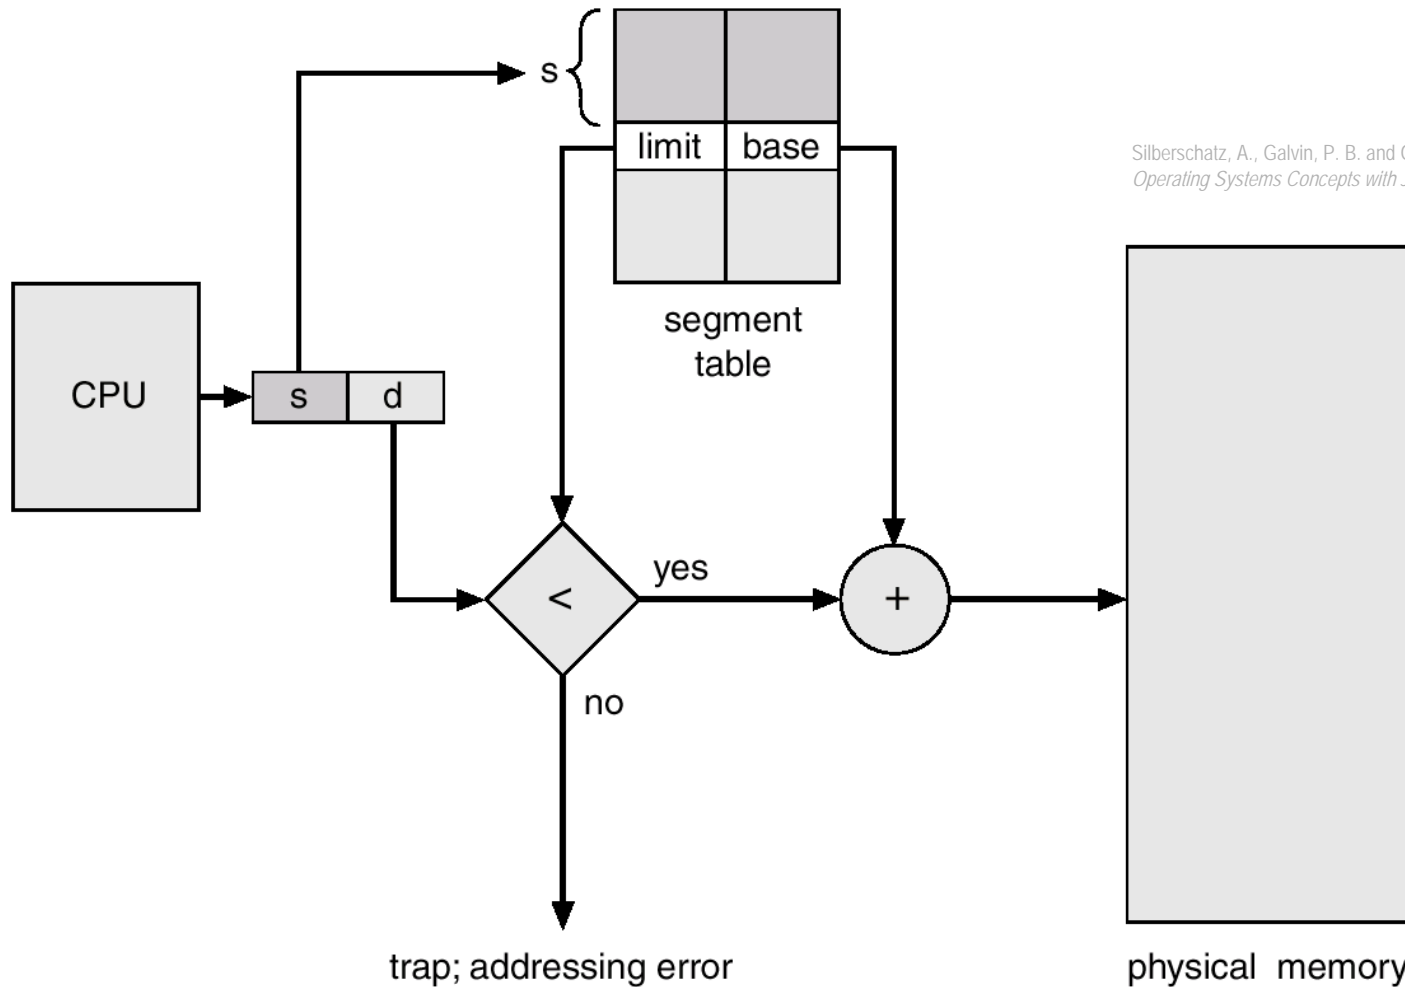 s
limit base
Silberschatz, A., Galvin, P. B. and
Operating Systems Concepts with
segment
table
CPU
s d
yes
<
+
no
trap; addressing error
physical memory